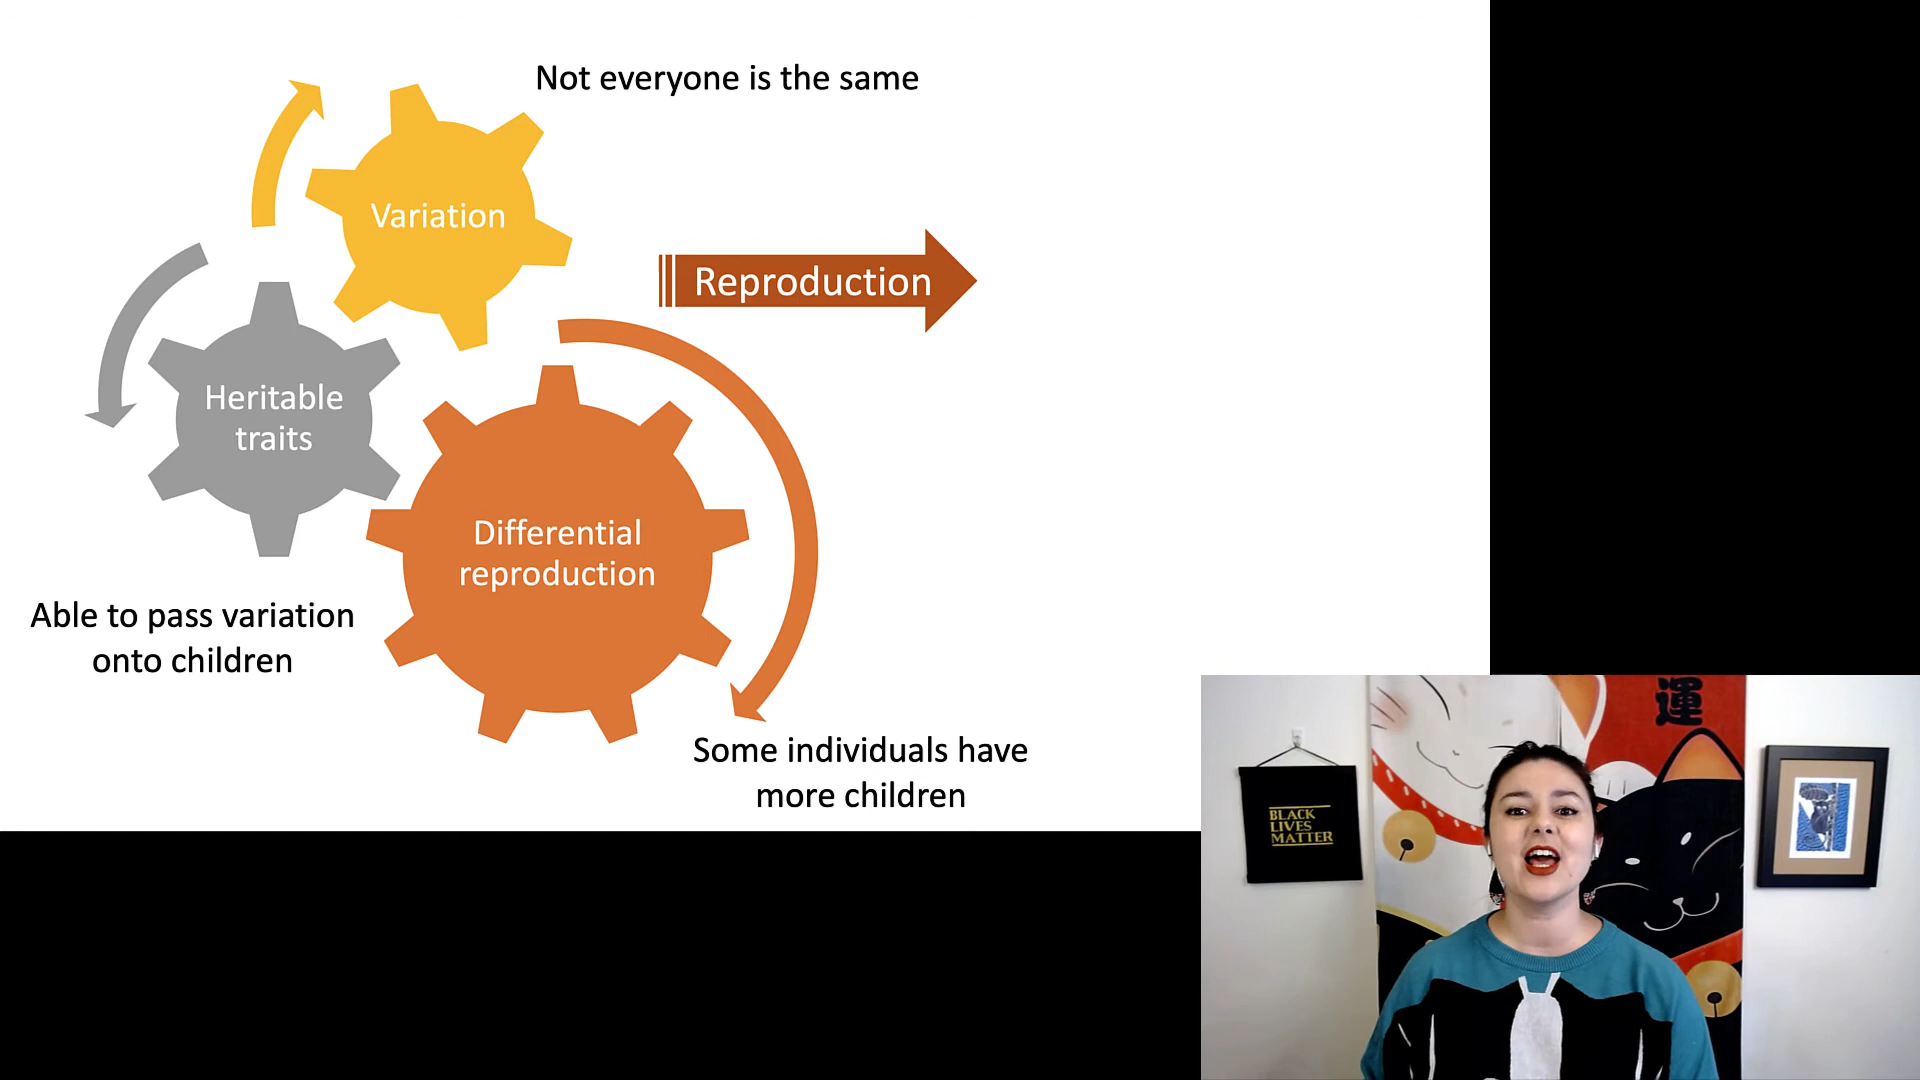 Not everyone is the same
Variation
Reproduction
Heritable
traits
Differential
reproduction
Able to pass variation
onto children
Some individuals have
more children
運
BLACK
LIVES
MATTER